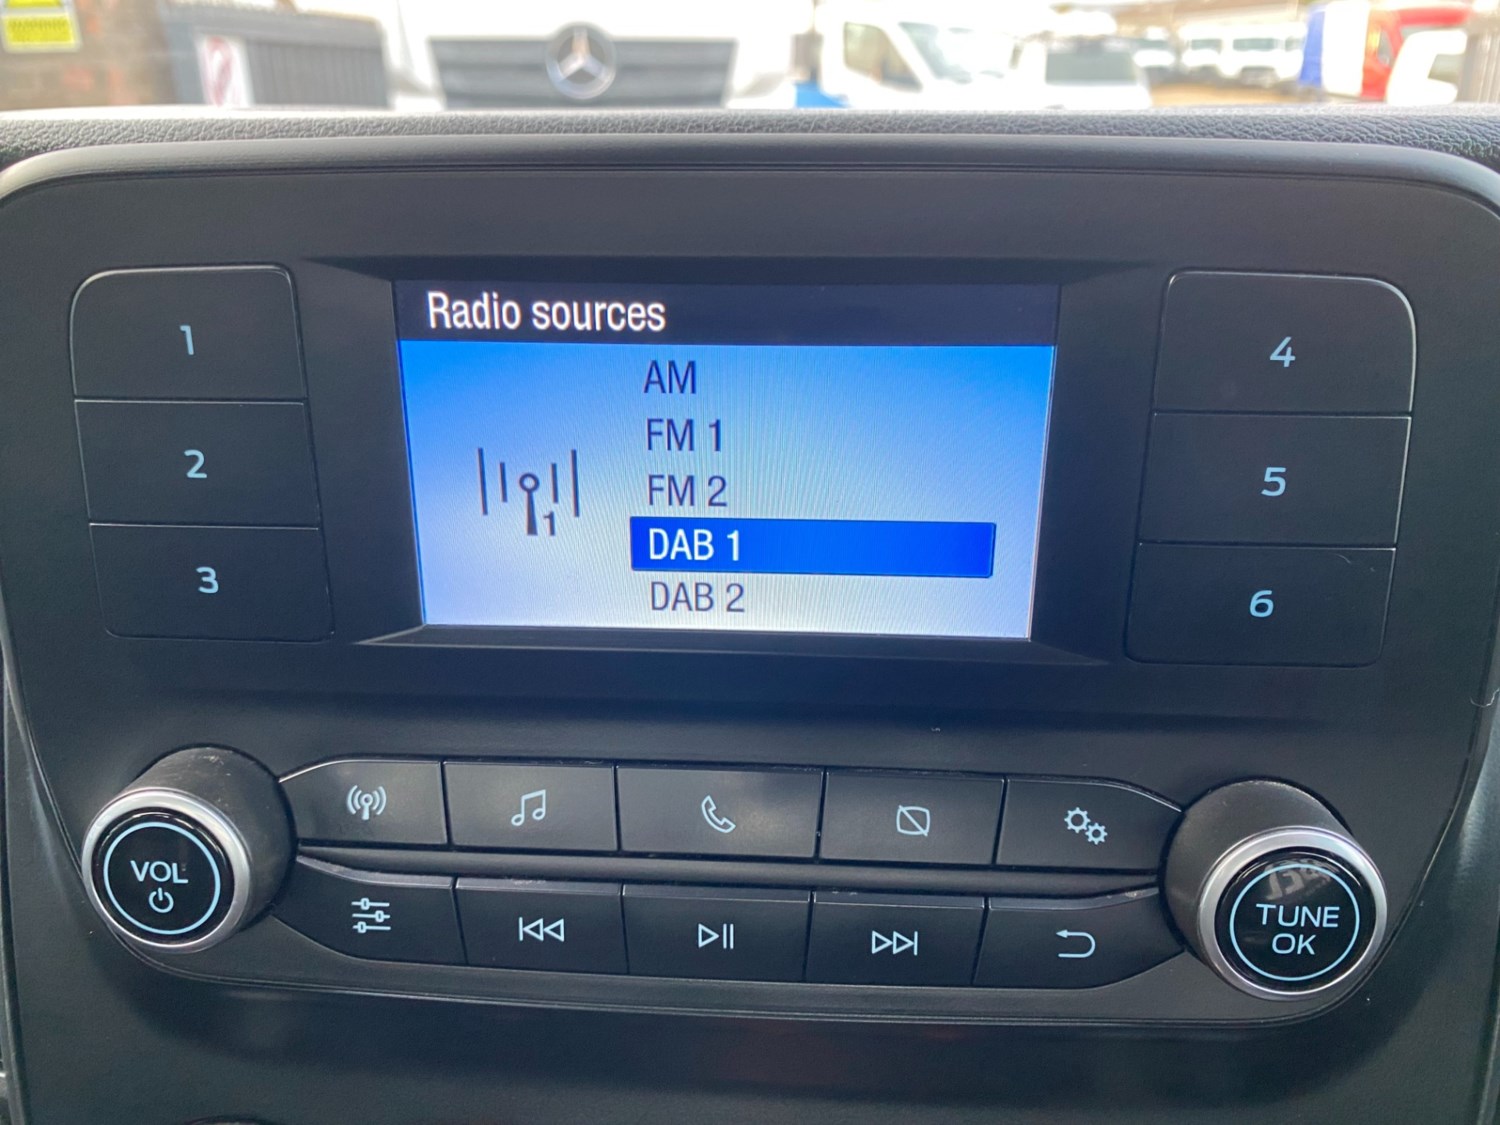 Radio sources
AM
FM 1
FM 2
DAB 1
DAB 2
1
1
2
3
4
5
6
VOL
TUNE
OK